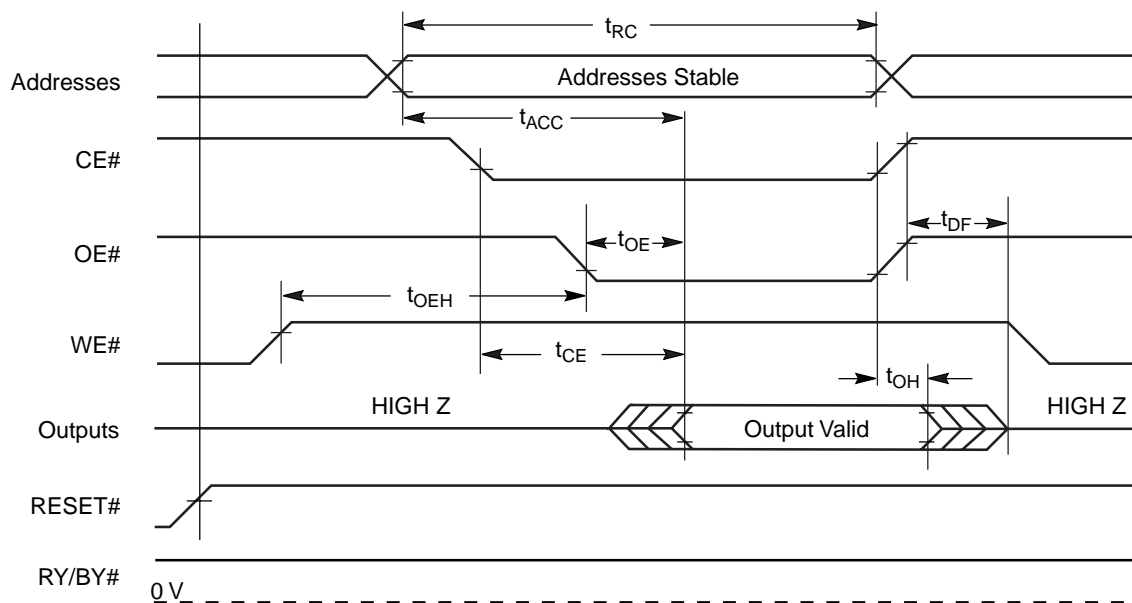 tRC
Addresses
Addresses Stable
tACC
CE#
tDF
tOE
OE#
tOEH
WE#
tCE
tOH
HIGH Z
HIGH Z
Outputs
Output Valid
RESET#
RY/BY#
0 V